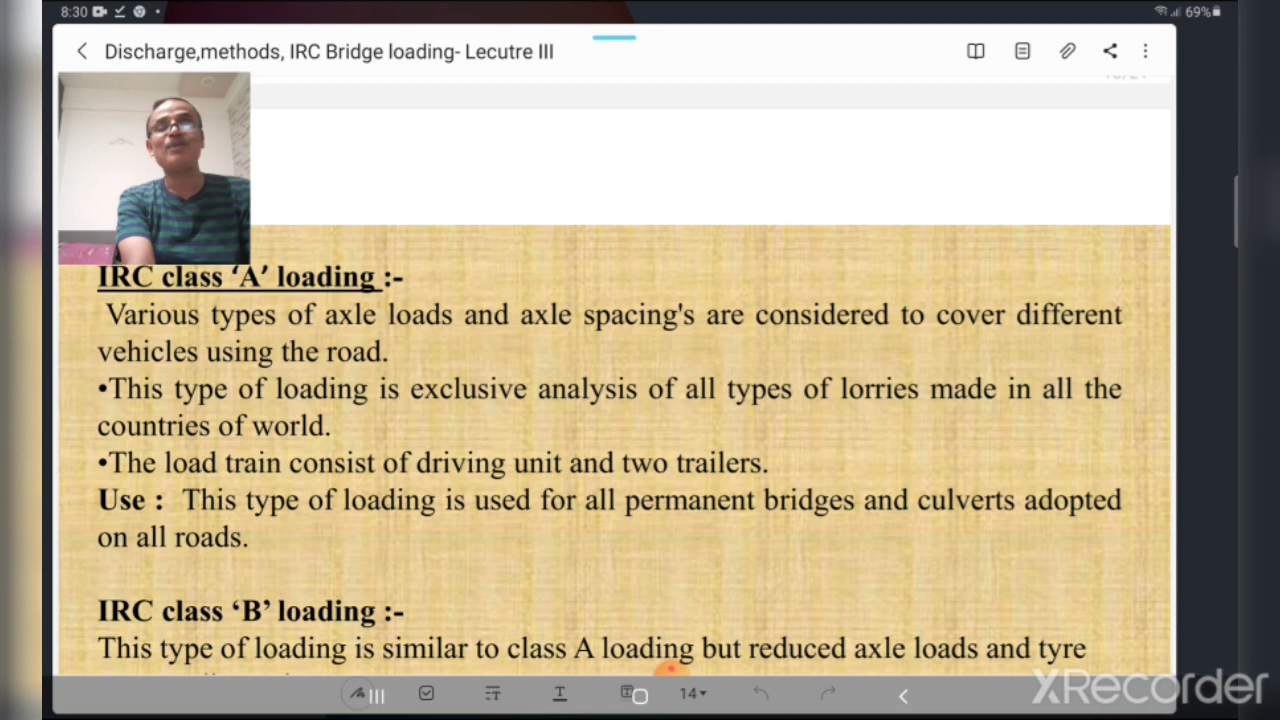 8:30
69%
Discharge,methods, IRC Bridge loading- Lecutre III
IRC class ‘A’ loading :-
Various types of axle loads and axle spacing's are considered to cover different
vehicles using the road.
•This type of loading is exclusive analysis of all types of lorries made in all the
countries of world.
•The load train consist of driving unit and two trailers.
Use : This type of loading is used for all permanent bridges and culverts adopted
on all roads.
IRC class ‘B’ loading :-
This type of loading is similar to class A loading but reduced axle loads and tyre
14
XRecorder